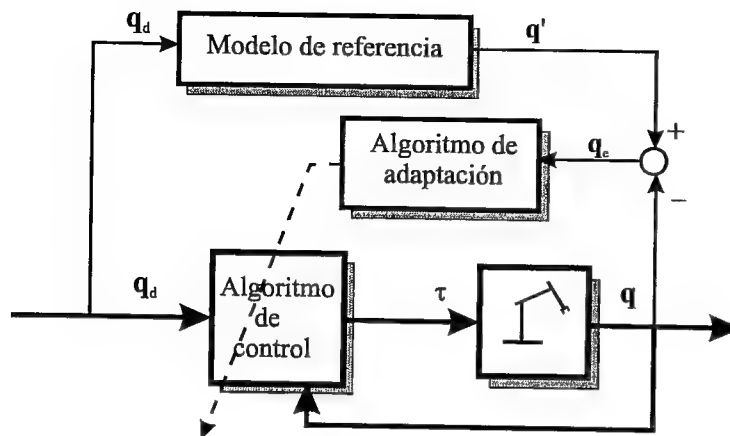 q_d
Modelo de referencia
q'
+
Algoritmo de
adaptación
q_e
−
q_d
Algoritmo
de
control
τ
q